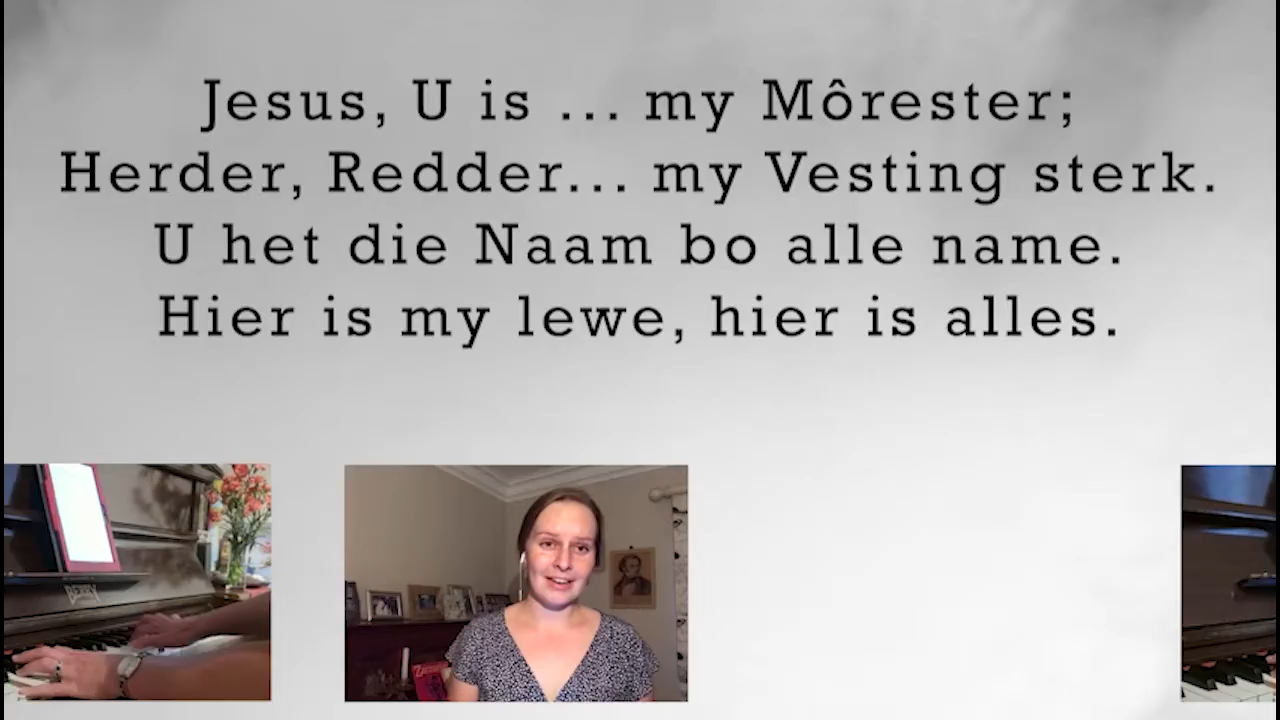 Jesus, U is ... my Môrester;
Herder, Redder... my Vesting sterk.
U het die Naam bo alle name.
Hier is my lewe, hier is alles.